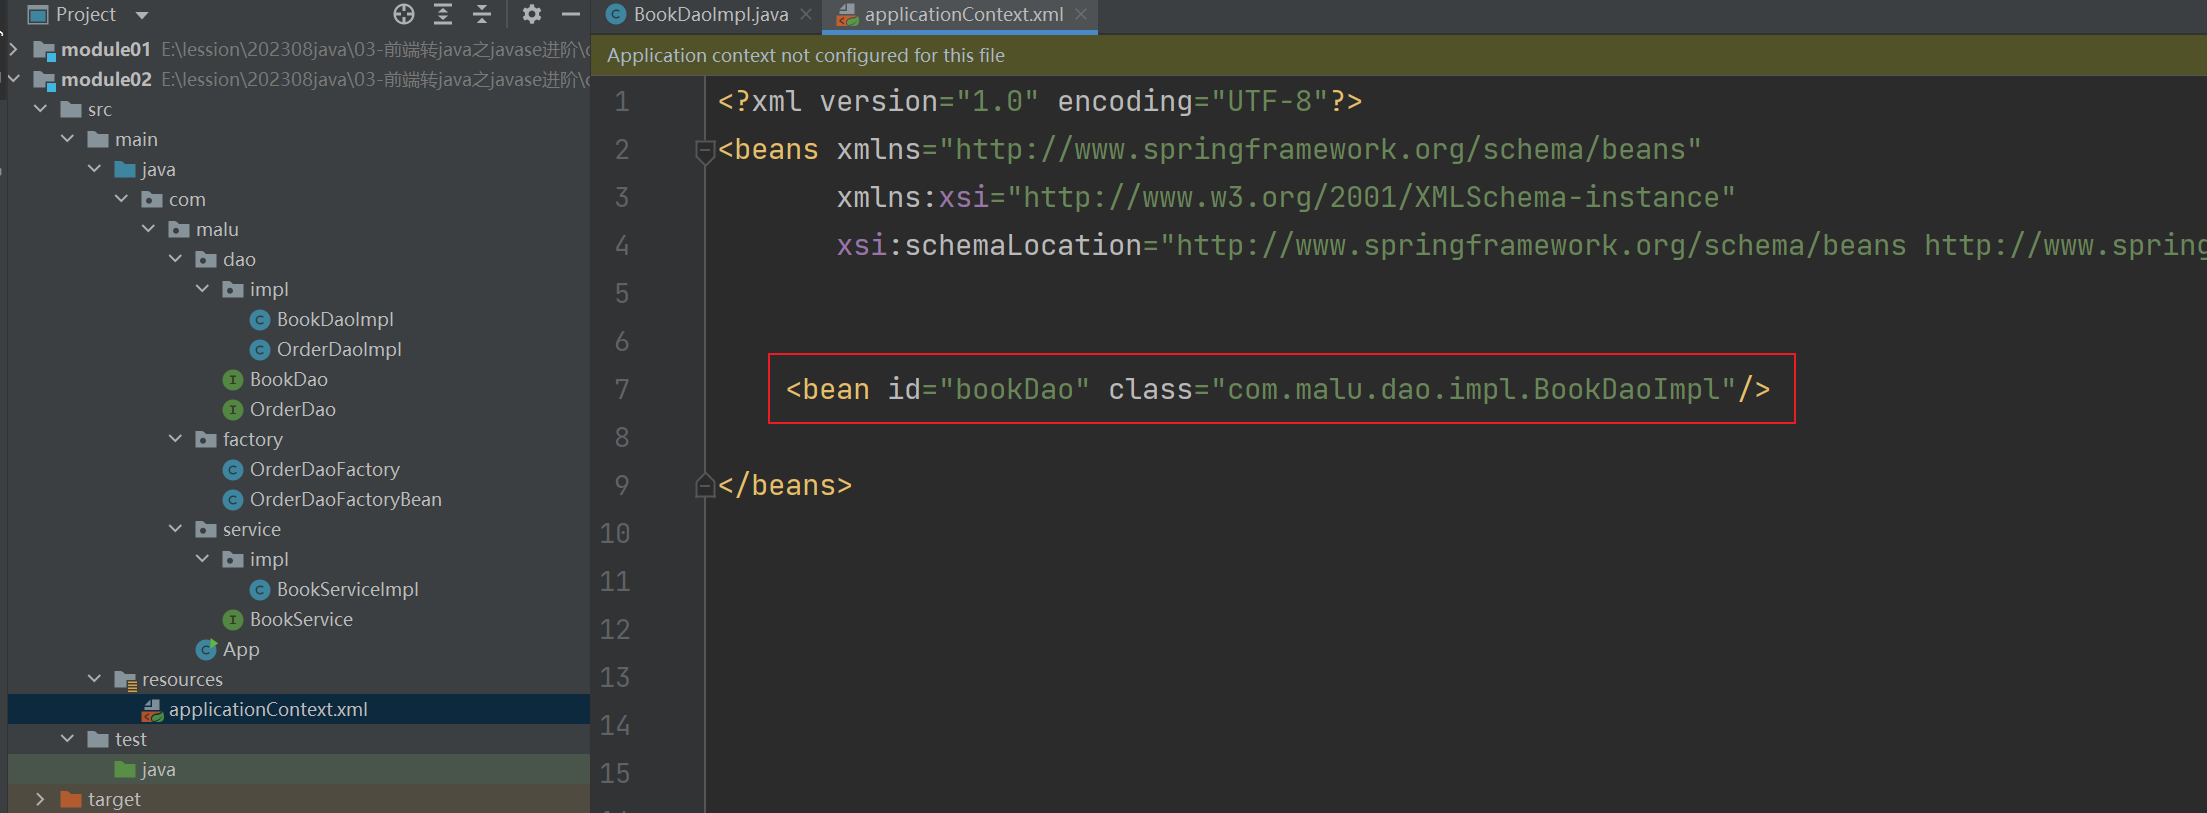 Project
module01 E:\lession\202308java\03-前端转java之javase进阶\
module02 E:\lession\202308java\03-前端转java之javase进阶\
src
main
java
com
malu
dao
impl
BookDaoImpl
OrderDaoImpl
BookDao
OrderDao
factory
OrderDaoFactory
OrderDaoFactoryBean
service
impl
BookServiceImpl
BookService
App
resources
applicationContext.xml
test
java
target
BookDaoImpl.java
applicationContext.xml
Application context not configured for this file
1 <?xml version="1.0" encoding="UTF-8"?>
2 <beans xmlns="http://www.springframework.org/schema/beans"
3 xmlns:xsi="http://www.w3.org/2001/XMLSchema-instance"
4 xsi:schemaLocation="http://www.springframework.org/schema/beans http://www.spring
5
6
7 <bean id="bookDao" class="com.malu.dao.impl.BookDaoImpl"/>
8
9 </beans>
10
11
12
13
14
15